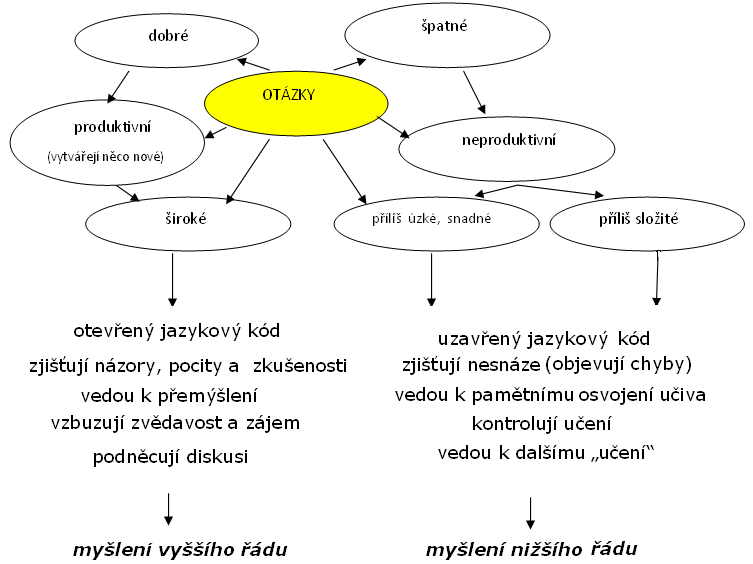 dobré
špatné
OTÁZKY
produktivní
(vytvářejí něco nové)
neproduktivní
široké
příliš úzké, snadné
příliš složité
otevřený jazykový kód
zjišťují názory, pocity a zkušenosti
vedou k přemýšlení
vzbuzují zvědavost a zájem
podněcují diskusi
uzavřený jazykový kód
zjišťují nesnáze (objevují chyby)
vedou k pamětnímu osvojení učiva
kontrolují učení
vedou k dalšímu „učení“
myšlení vyššího řádu
myšlení nižšího řádu